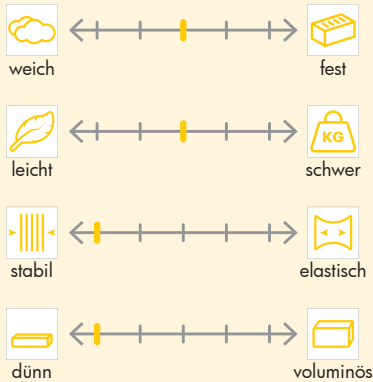 weich fest
KG
leicht schwer
stabil elastisch
dünn voluminös